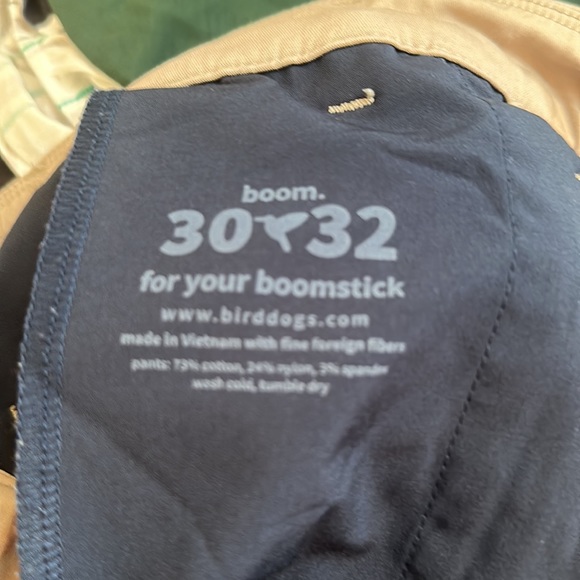 boom.
30 32
for your boomstick
www.birddogs.com
made in Vietnam with fine foreign fibers
pants: 73% cotton, 24% nylon, 3% spandex
wash cold, tumble dry